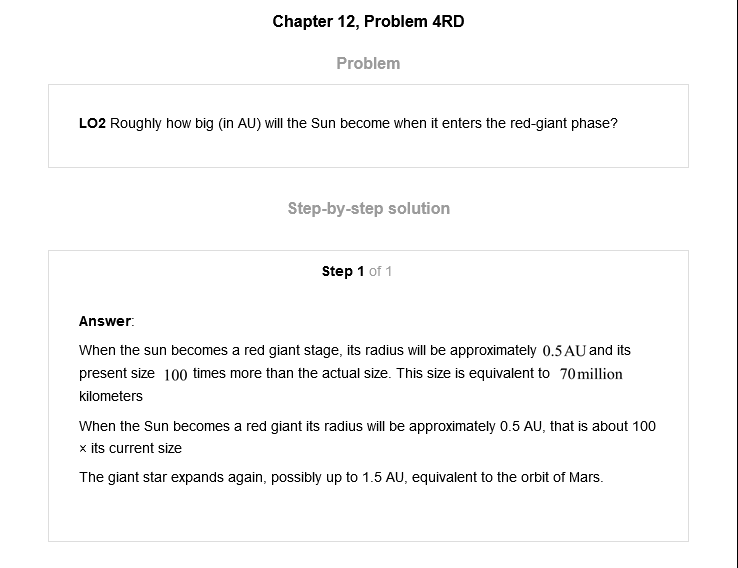 Chapter 12, Problem 4RD
Problem
LO2 Roughly how big (in AU) will the Sun become when it enters the red-giant phase?
Step-by-step solution
Step 1 of 1
Answer:
When the sun becomes a red giant stage, its radius will be approximately 0.5 AU and its
present size 100 times more than the actual size. This size is equivalent to 70 million
kilometers
When the Sun becomes a red giant its radius will be approximately 0.5 AU, that is about 100
× its current size
The giant star expands again, possibly up to 1.5 AU, equivalent to the orbit of Mars.